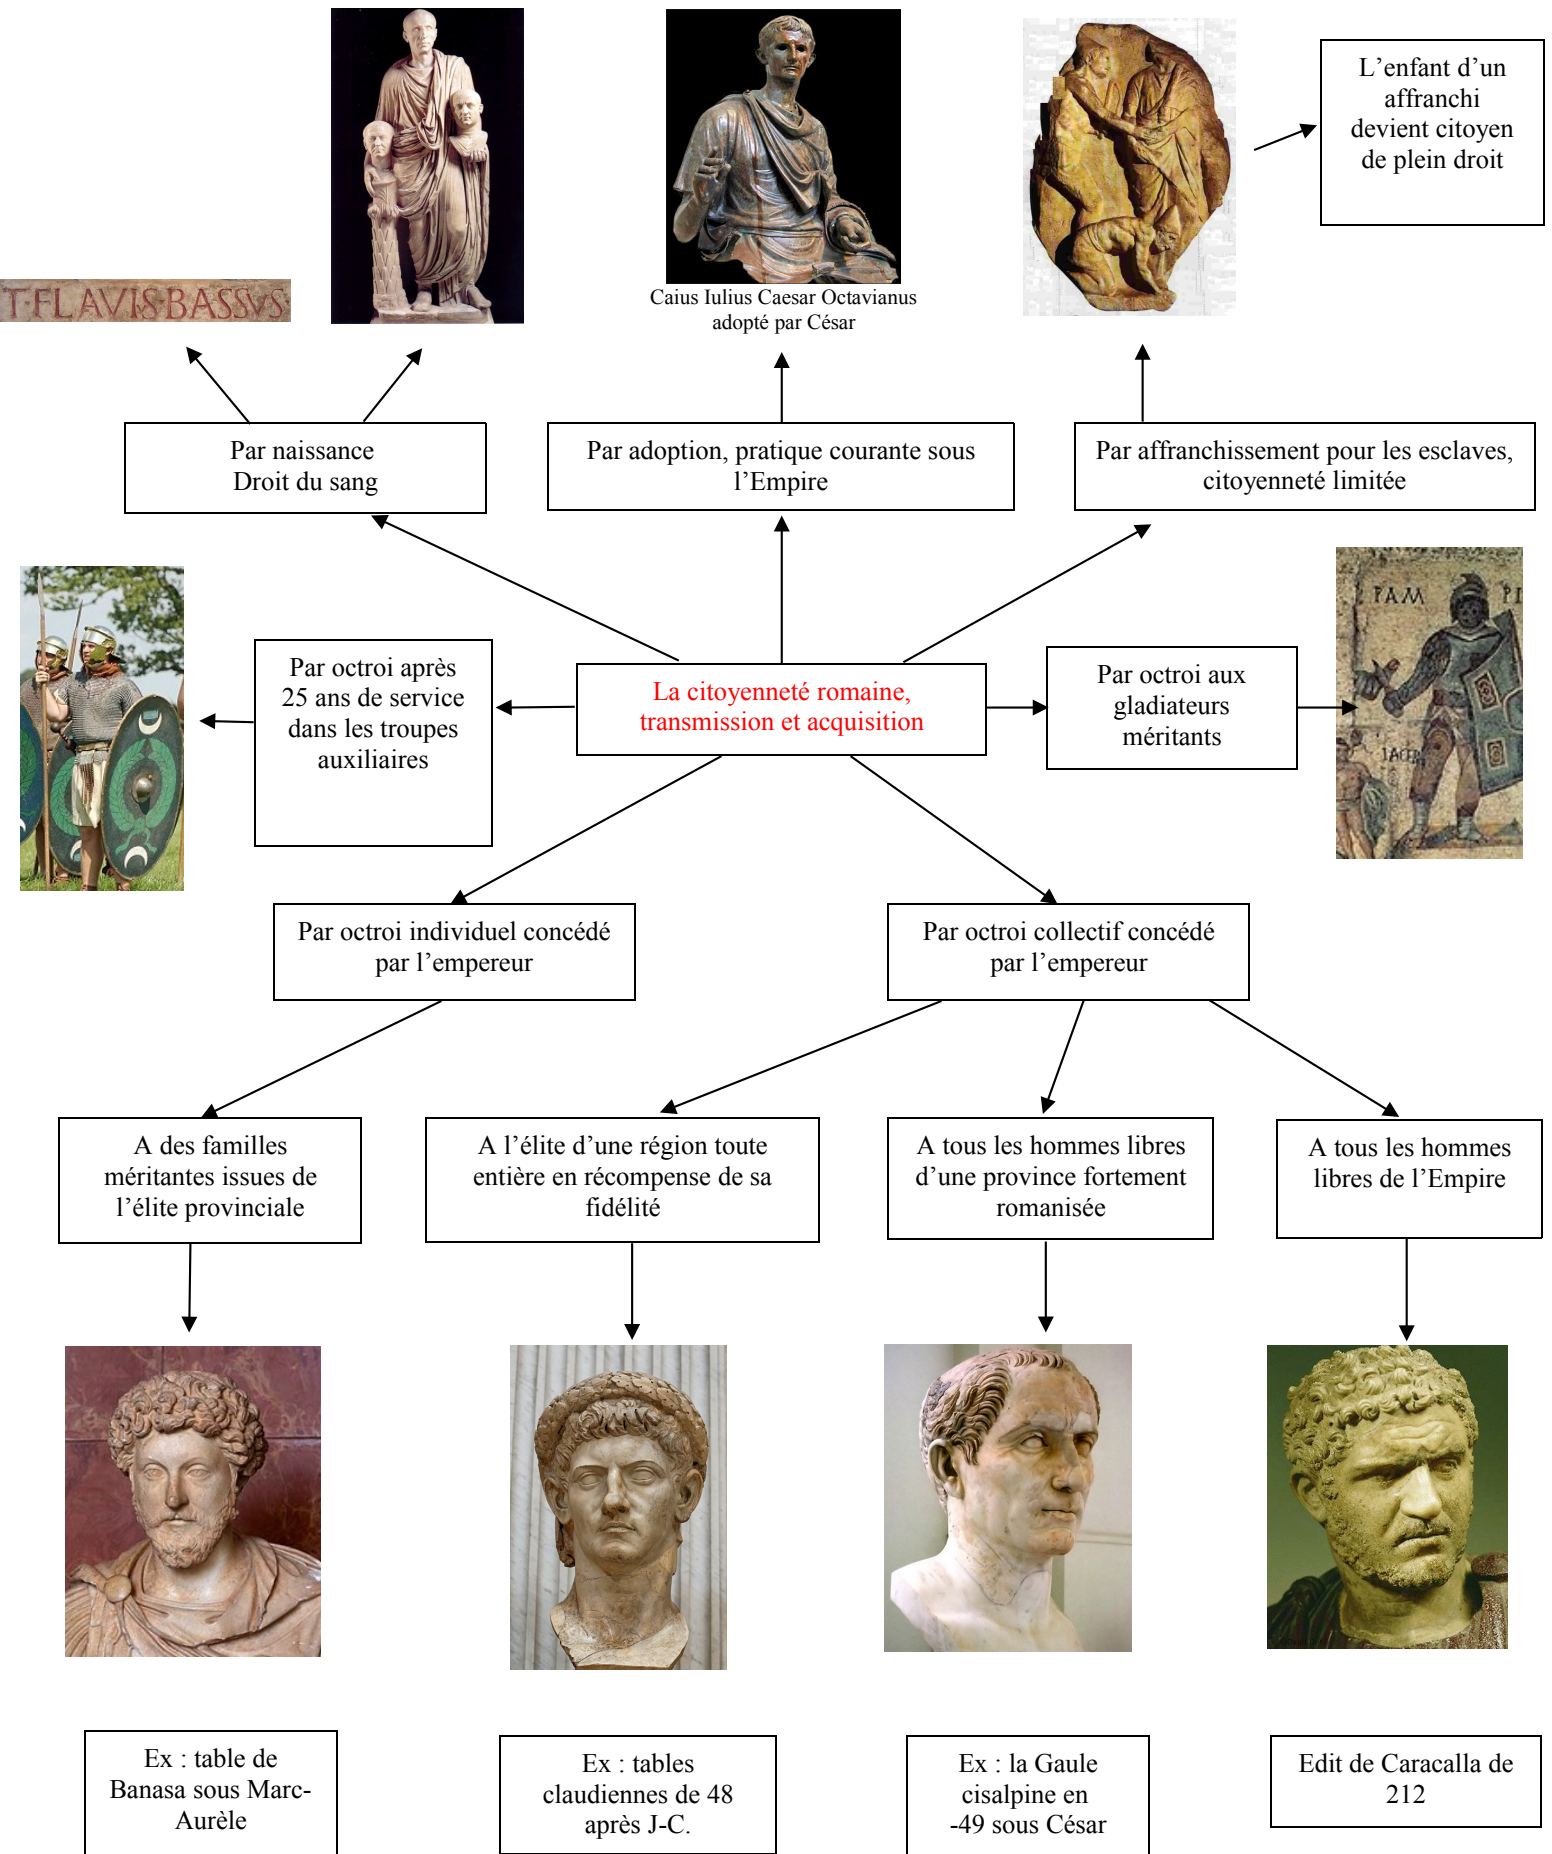 L’enfant d’un
affranchi
devient citoyen
de plein droit
T·FLAVIS·BASSVS·
Caius Iulius Caesar Octavianus
adopté par César
Par naissance
Droit du sang
Par adoption, pratique courante sous
l’Empire
Par affranchissement pour les esclaves,
citoyenneté limitée
Par octroi après
25 ans de service
dans les troupes
auxiliaires
La citoyenneté romaine,
transmission et acquisition
Par octroi aux
gladiateurs
méritants
PAM PI
Par octroi individuel concédé
par l’empereur
Par octroi collectif concédé
par l’empereur
A des familles
méritantes issues de
l’élite provinciale
A l’élite d’une région toute
entière en récompense de sa
fidélité
A tous les hommes libres
d’une province fortement
romanisée
A tous les hommes
libres de l’Empire
Ex : table de
Banasa sous Marc-
Aurèle
Ex : tables
claudiennes de 48
après J-C.
Ex : la Gaule
cisalpine en
-49 sous César
Edit de Caracalla de
212